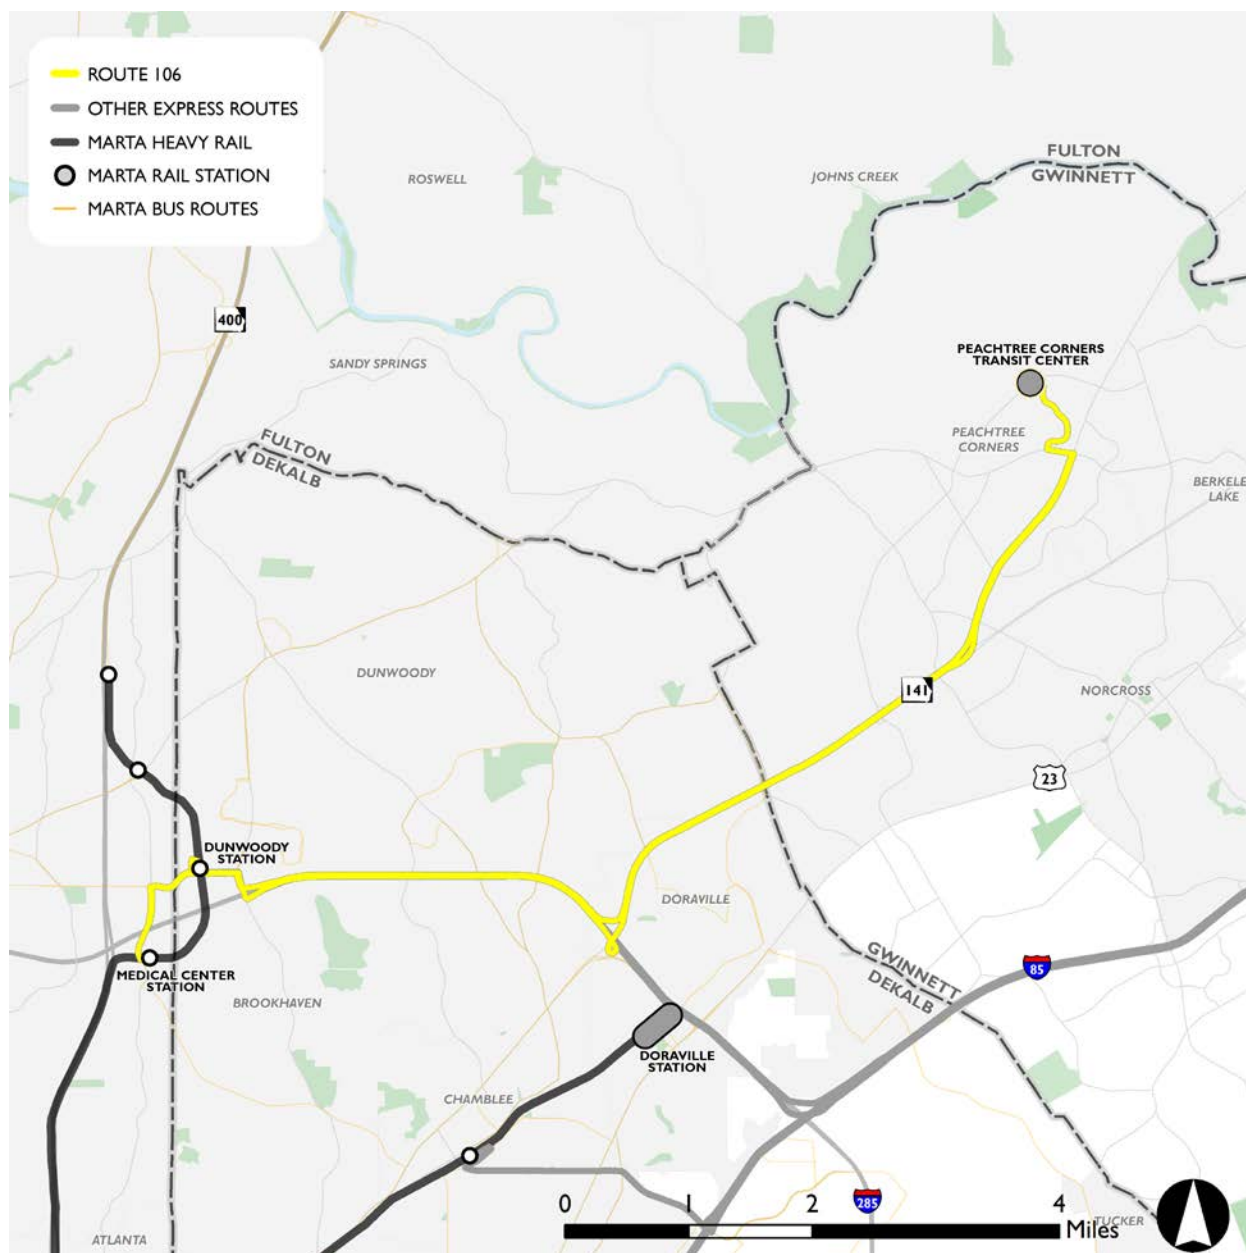 ROUTE 106
OTHER EXPRESS ROUTES
MARTA HEAVY RAIL
MARTA RAIL STATION
MARTA BUS ROUTES
FULTON
GWINNETT
ROSWELL
JOHNS CREEK
400
SANDY SPRINGS
PEACHTREE CORNERS
TRANSIT CENTER
PEACHTREE
CORNERS
FULTON
DEKALB
BERKELE
LAKE
DUNWOODY
141
NORCROSS
23
DUNWOODY
STATION
DORAVILLE
GWINNETT
DEKALB
85
MEDICAL CENTER
STATION
BROOKHAVEN
DORAVILLE
STATION
CHAMBLEE
285
0 1 2 4
Miles
TUCKER
ATLANTA